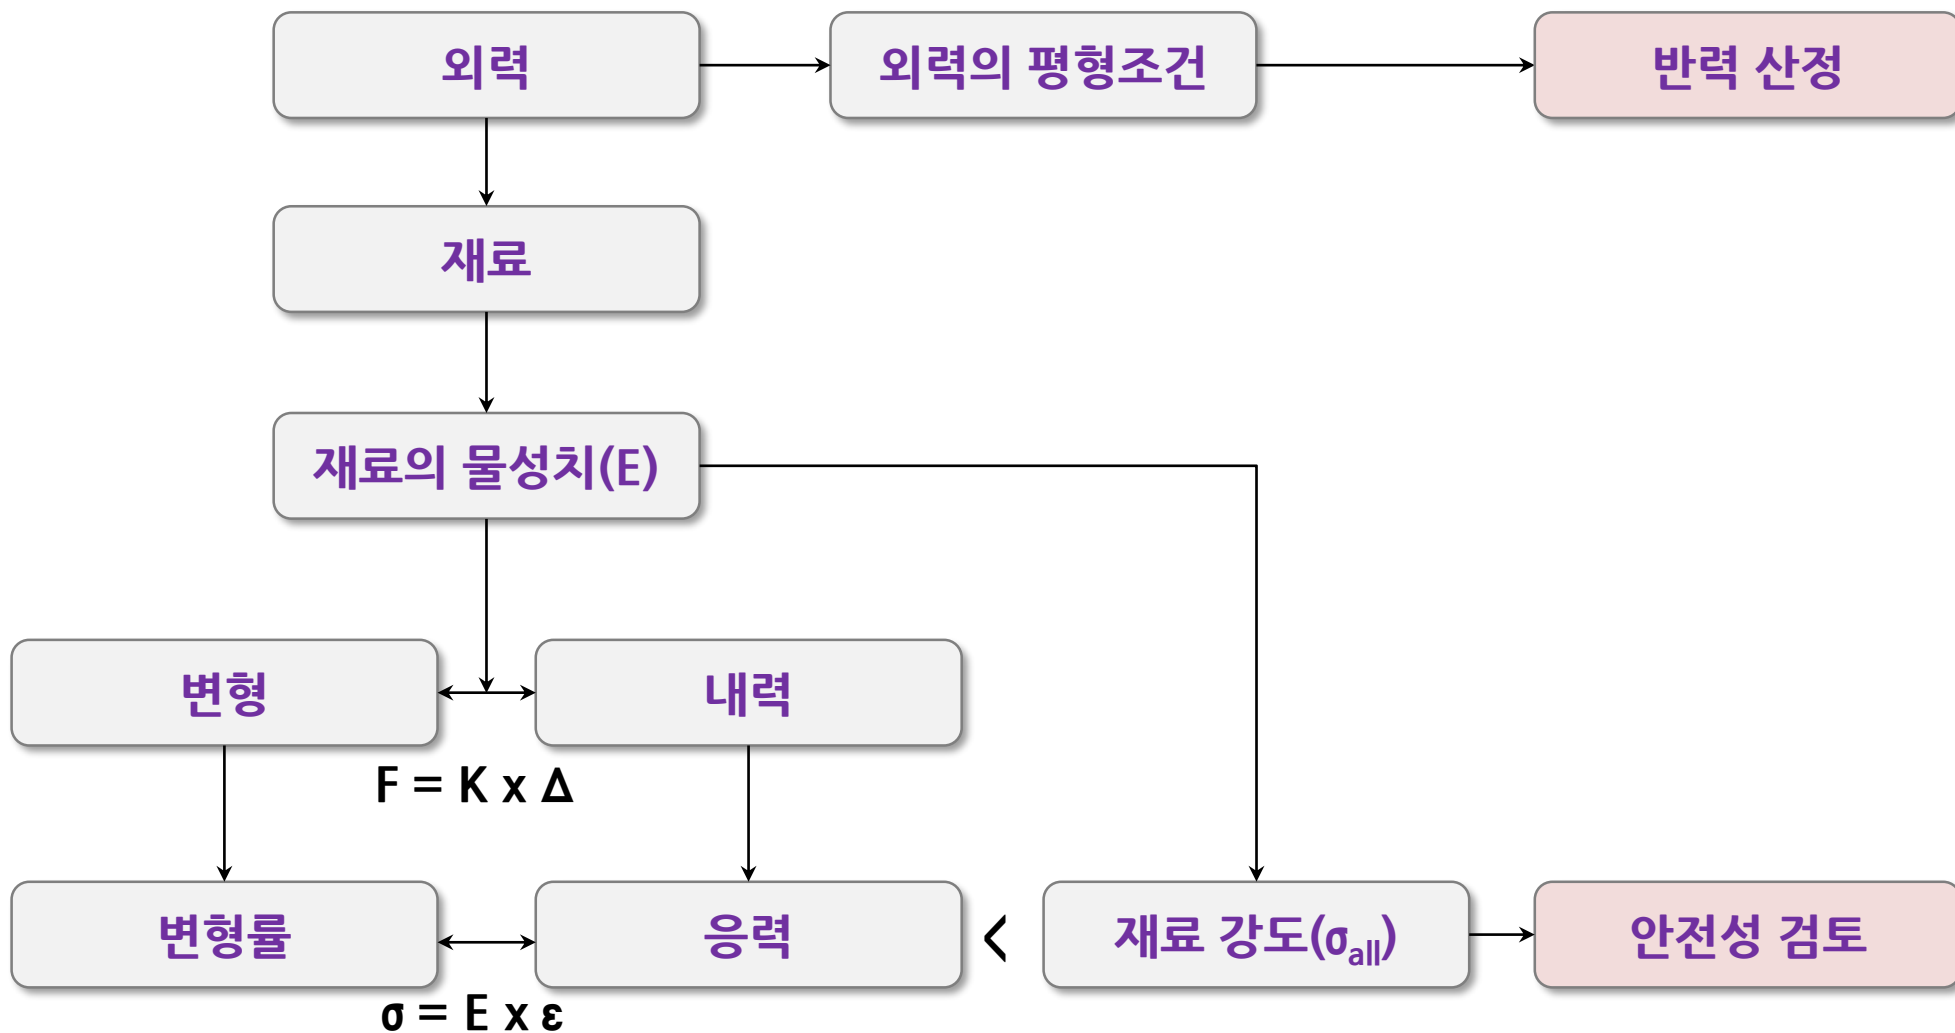 외력
외력의 평형조건
반력 산정
재료
재료의 물성치(E)
변형
내력
F = K x Δ
변형률
응력
<
재료 강도(σall)
안전성 검토
σ = E x ε